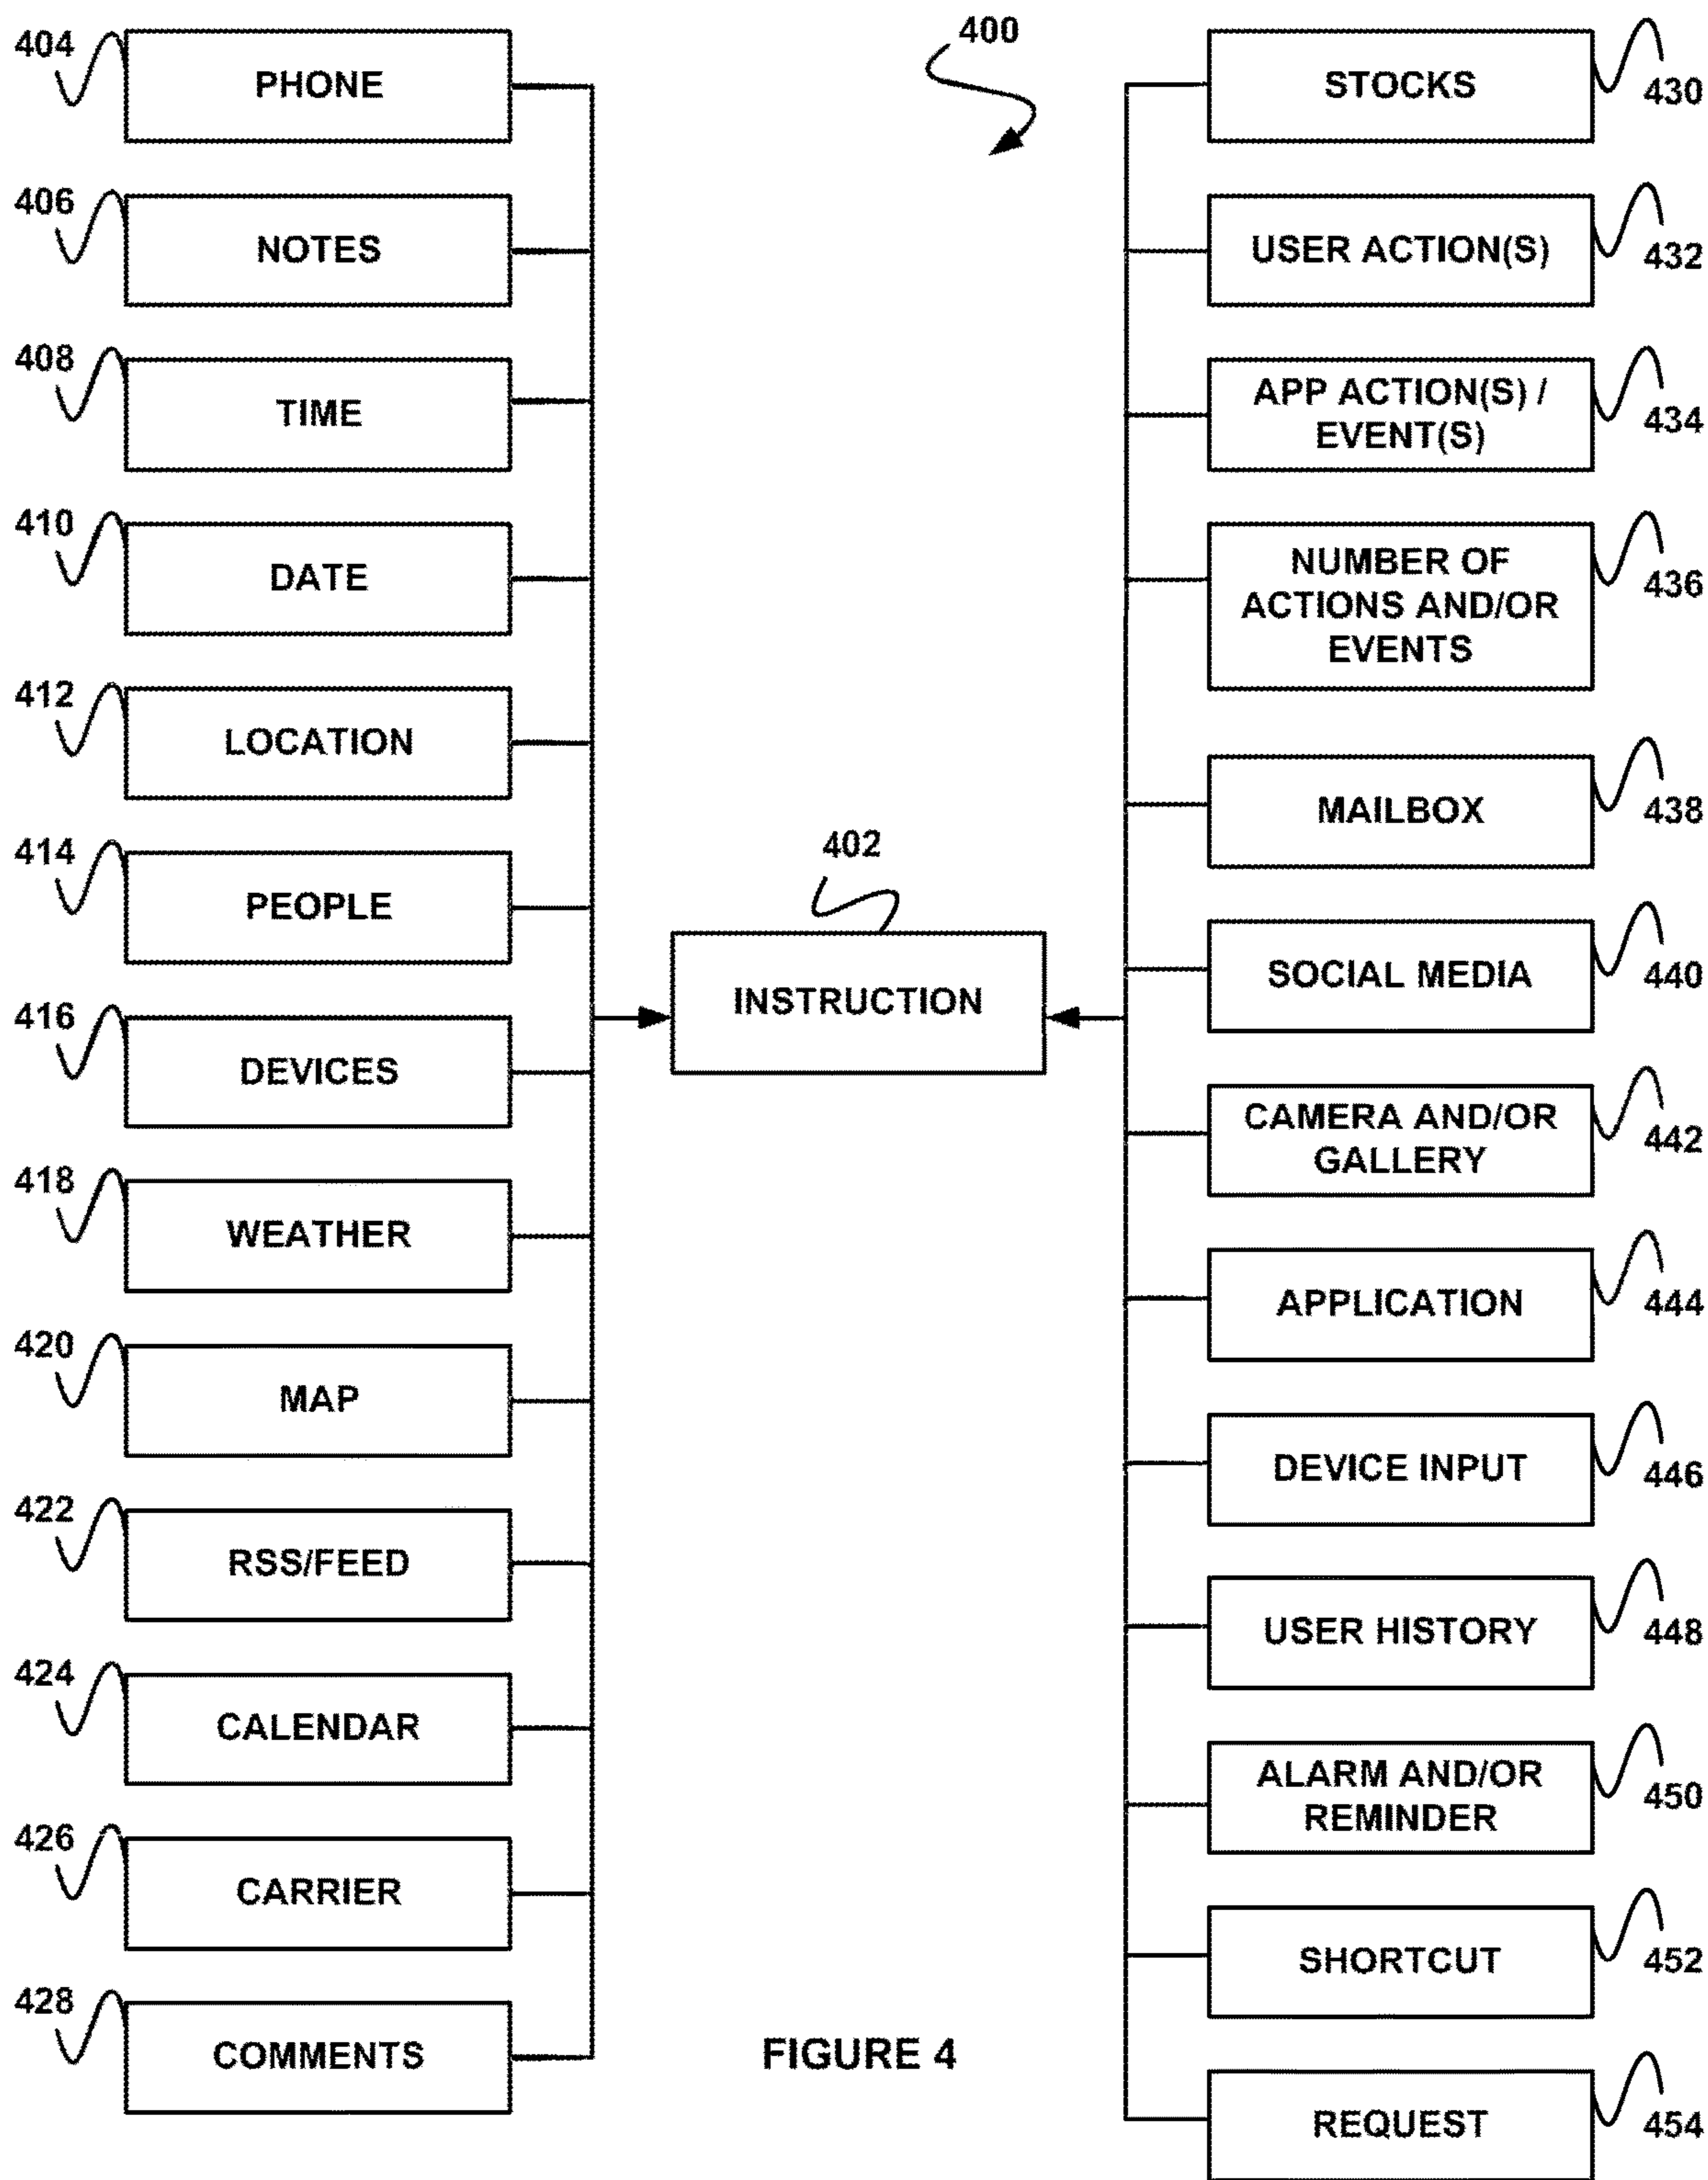 404
PHONE
406
NOTES
408
TIME
410
DATE
412
LOCATION
414
PEOPLE
416
DEVICES
418
WEATHER
420
MAP
422
RSS/FEED
424
CALENDAR
426
CARRIER
428
COMMENTS
400
402
INSTRUCTION
FIGURE 4
STOCKS
430
USER ACTION(S)
432
APP ACTION(S) /
EVENT(S)
434
NUMBER OF
ACTIONS AND/OR
EVENTS
436
MAILBOX
438
SOCIAL MEDIA
440
CAMERA AND/OR
GALLERY
442
APPLICATION
444
DEVICE INPUT
446
USER HISTORY
448
ALARM AND/OR
REMINDER
450
SHORTCUT
452
REQUEST
454